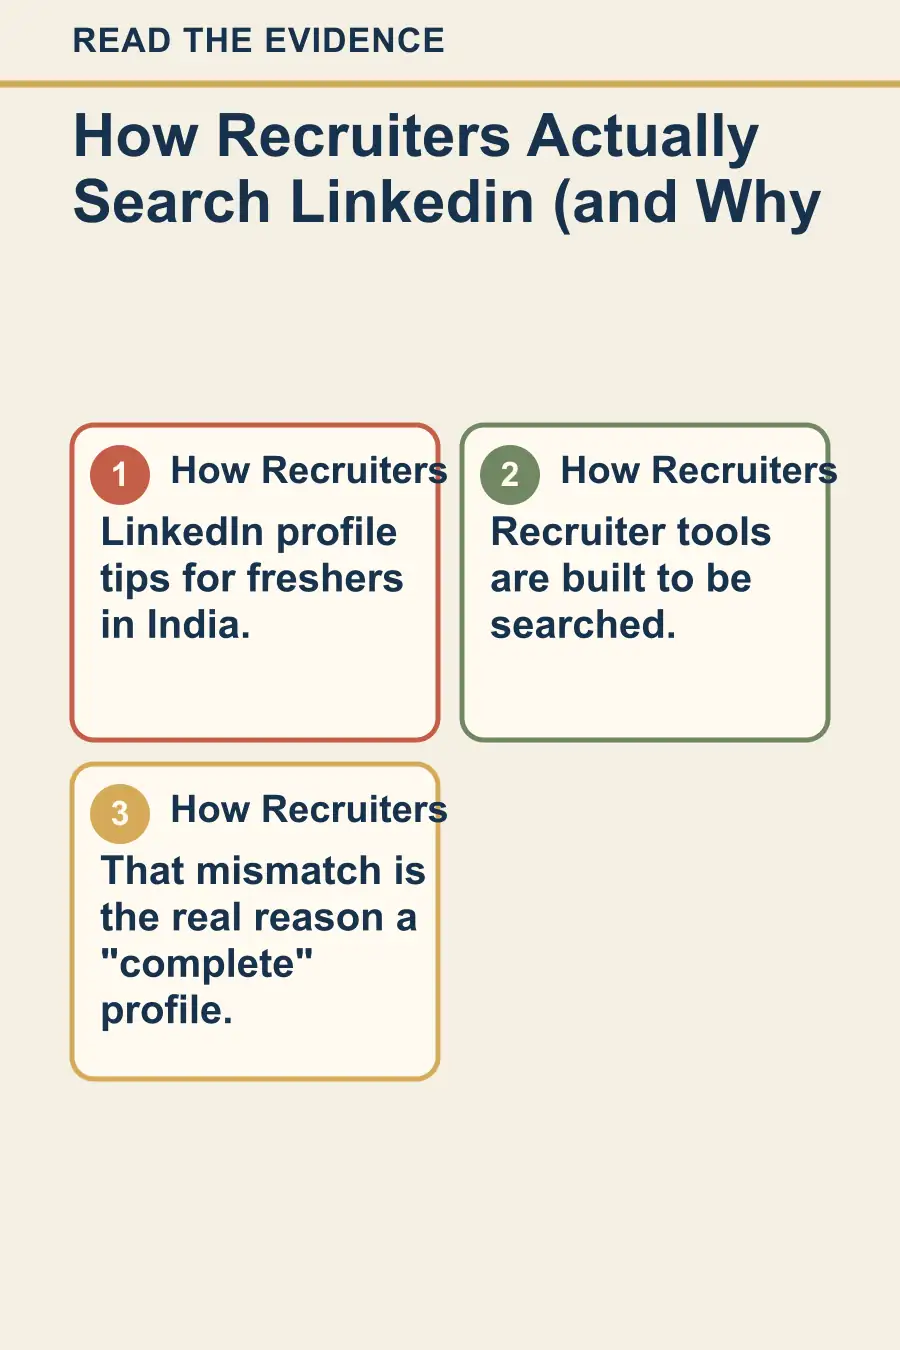 READ THE EVIDENCE
How Recruiters Actually
Search Linkedin (and Why
1
How Recruiters
LinkedIn profile
tips for freshers
in India.
2
How Recruiters
Recruiter tools
are built to be
searched.
3
How Recruiters
That mismatch is
the real reason a
"complete"
profile.